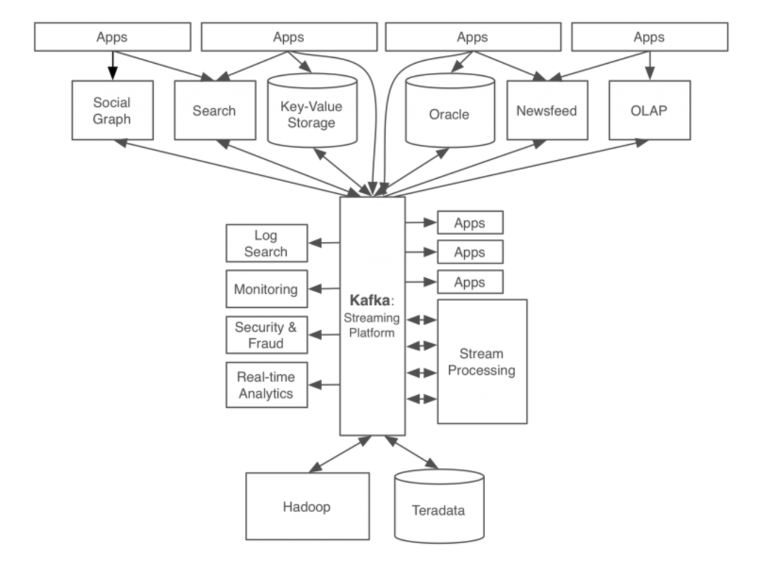 Apps
Apps
Apps
Apps
Social
Graph
Search
Key-Value
Storage
Oracle
Newsfeed
OLAP
Log
Search
Monitoring
Security &
Fraud
Real-time
Analytics
Kafka:
Streaming
Platform
Apps
Apps
Apps
Stream
Processing
Hadoop
Teradata